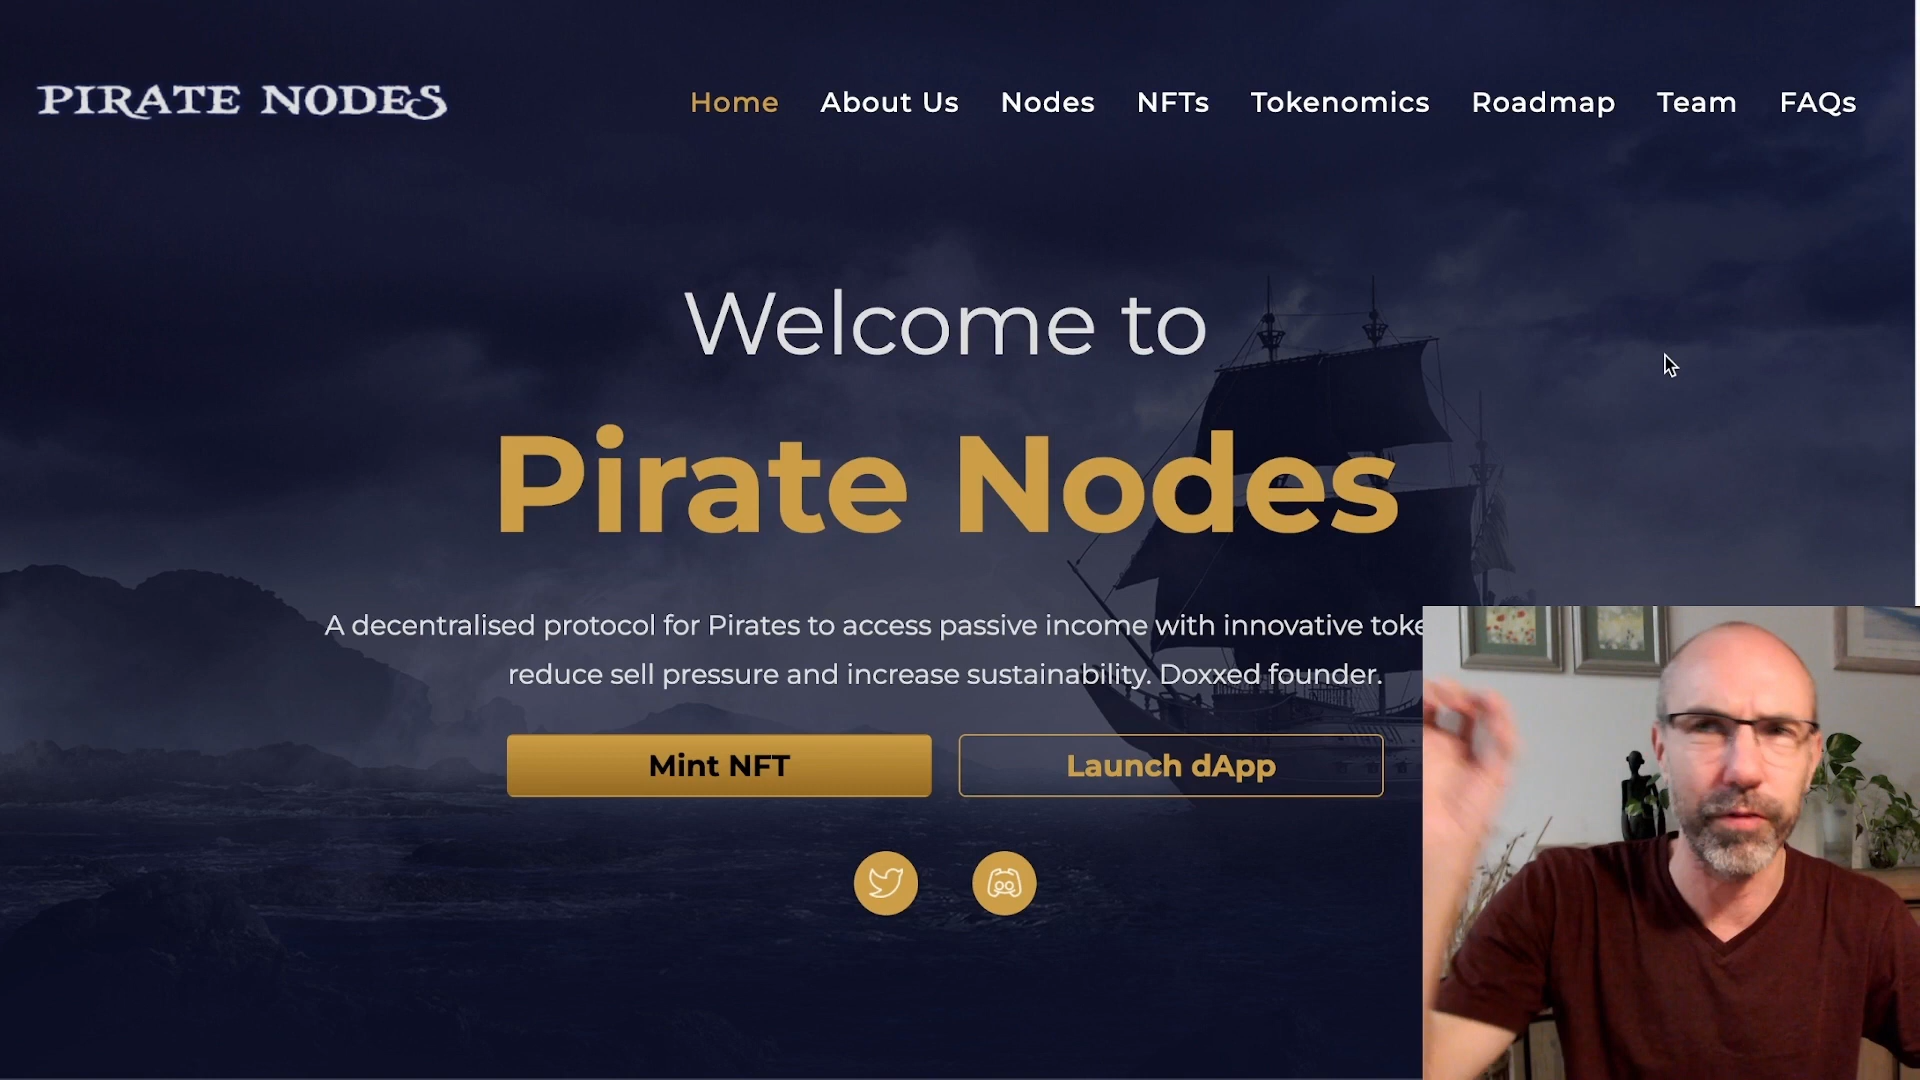 PIRATE NODES
Home About Us Nodes NFTs Tokenomics Roadmap Team FAQs
Welcome to
Pirate Nodes
A decentralised protocol for Pirates to access passive income with innovative toke
reduce sell pressure and increase sustainability. Doxxed founder.
Mint NFT Launch dApp